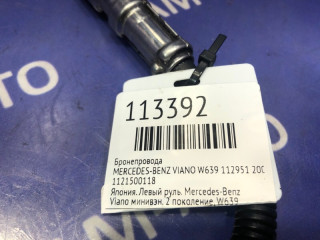 113392
Бронепровода
MERCEDES-BENZ VIANO W639 112951 200
1121500118
Япония. Левый руль. Mercedes-Benz
Viano минивэн. 2 поколение, W639